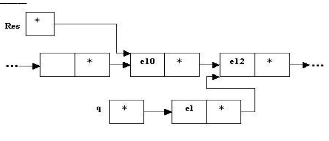 Res *
... * e10 * e12 * ...
q * e1 *